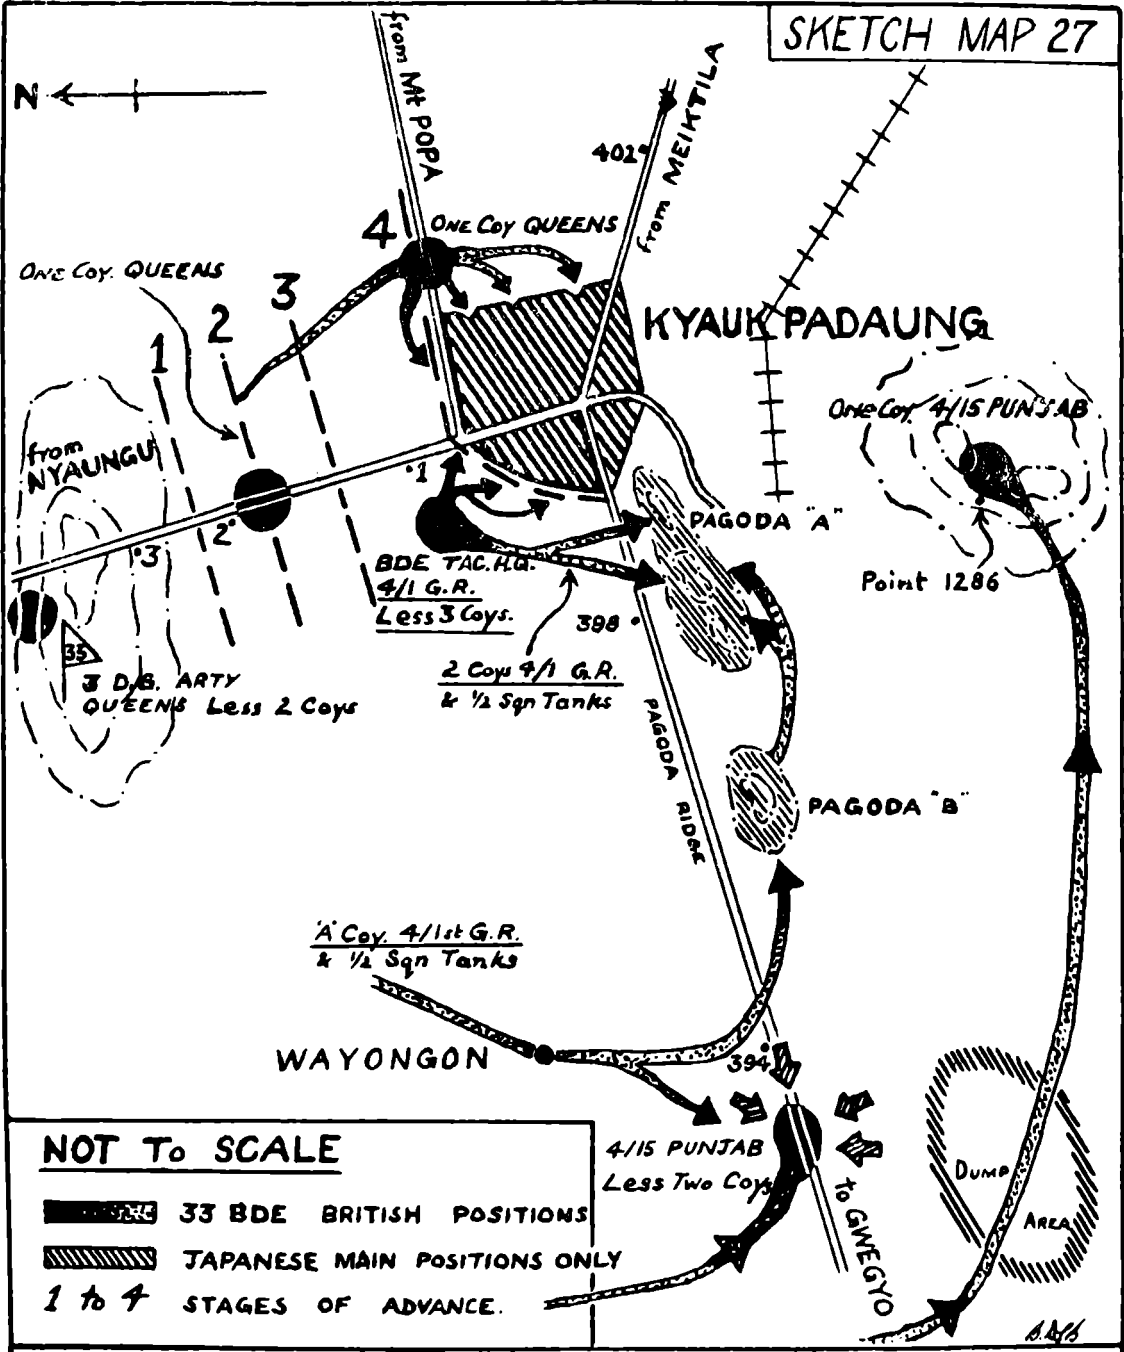 SKETCH MAP 27
N
from Mt POPA
from MEIKTILA
402
4
ONE COY QUEENS
ONE COY. QUEENS
3
2
1
KYAUK PADAUNG
from
NYAUNGU
ONE COY 4/15 PUNJAB
.1
2.
.3
PAGODA "A"
Point 1286
BDE TAC. H.Q.
4/1 G.R.
Less 3 Coys.
398
35
3 D.G. ARTY
QUEENS Less 2 Coys
2 Coys 4/1 G.R.
& 1/2 Sqn Tanks
PAGODA RIDGE
PAGODA "B"
'A' Coy. 4/1st G.R.
& 1/2 Sqn Tanks
WAYONGON
394
4/15 PUNJAB
Less Two Coys
to GWEGYO
DUMP
AREA
NOT To SCALE
33 BDE BRITISH POSITIONS
JAPANESE MAIN POSITIONS ONLY
1 to 4 STAGES OF ADVANCE.